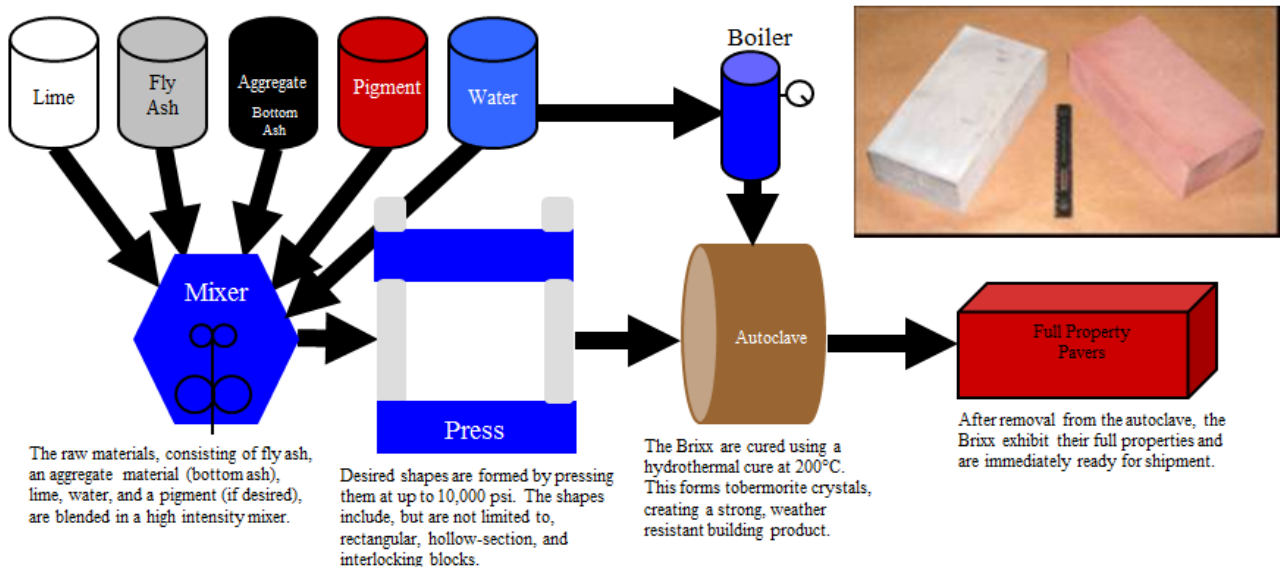 Lime
Fly
Ash
Aggregate
Bottom
Ash
Pigment
Water
Boiler
Mixer
Press
Autoclave
Full Property
Pavers
The raw materials, consisting of fly ash,
an aggregate material (bottom ash),
lime, water, and a pigment (if desired),
are blended in a high intensity mixer.
Desired shapes are formed by pressing
them at up to 10,000 psi. The shapes
include, but are not limited to,
rectangular, hollow-section, and
interlocking blocks.
The Brixx are cured using a
hydrothermal cure at 200°C.
This forms tobermorite crystals,
creating a strong, weather
resistant building product.
After removal from the autoclave, the
Brixx exhibit their full properties and
are immediately ready for shipment.